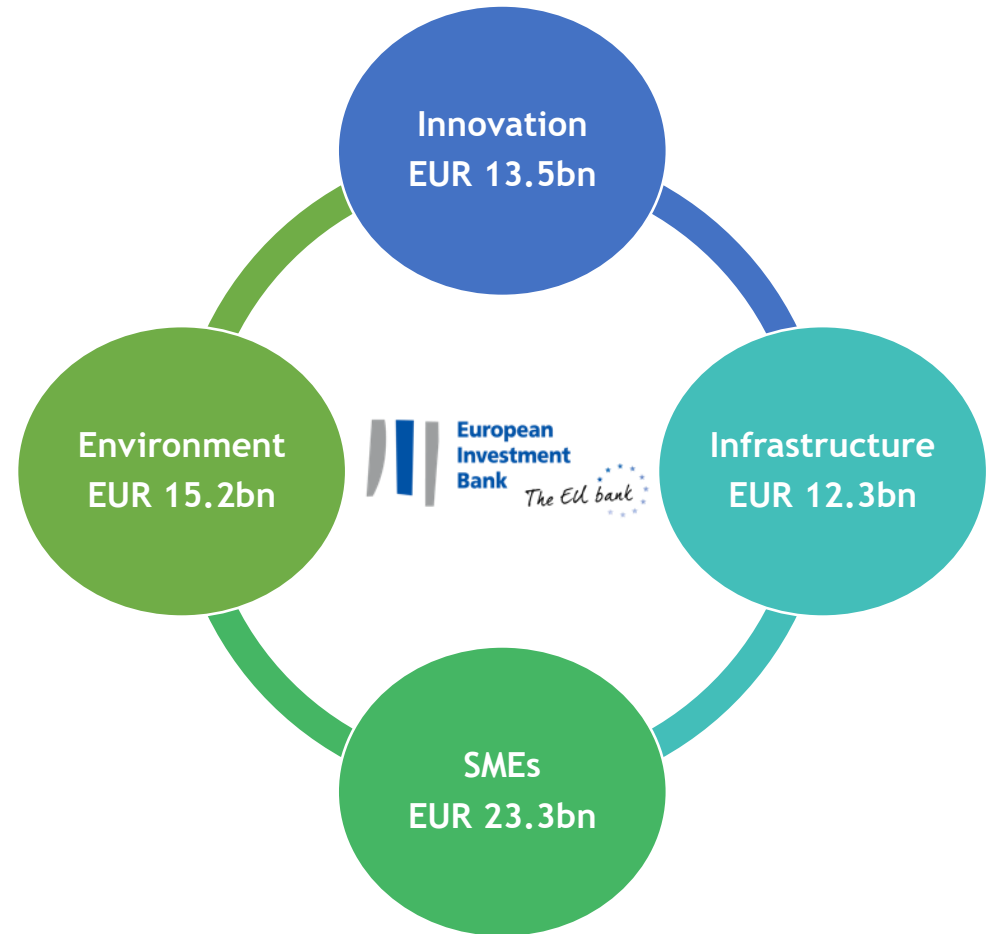 Innovation
EUR 13.5bn
Environment
EUR 15.2bn
European
Investment
Bank
The EU bank
Infrastructure
EUR 12.3bn
SMEs
EUR 23.3bn